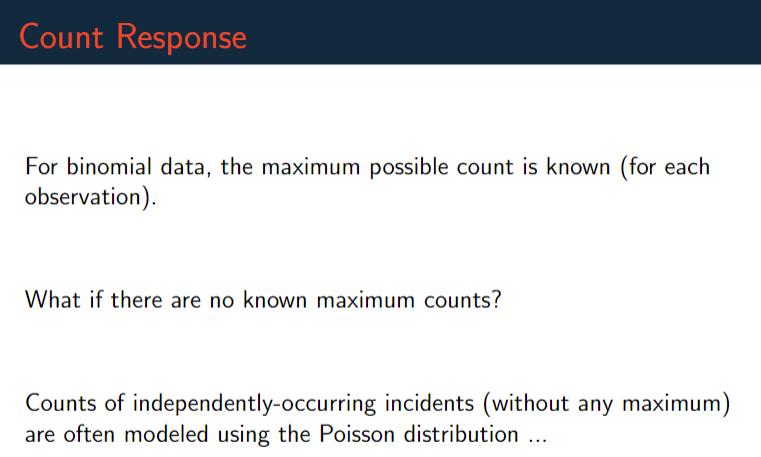 Count Response
For binomial data, the maximum possible count is known (for each
observation).
What if there are no known maximum counts?
Counts of independently-occurring incidents (without any maximum)
are often modeled using the Poisson distribution ...